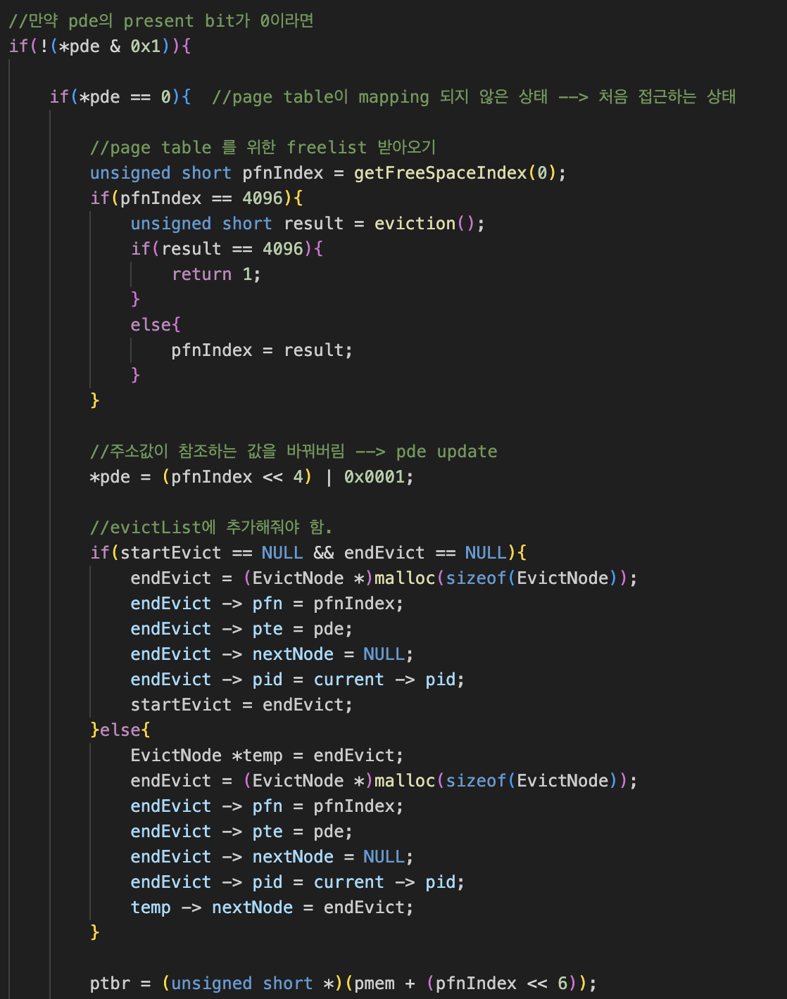 //만약 pde의 present bit가 0이라면
if(!(*pde & 0x1)){
if(*pde == 0){  //page table이 mapping 되지 않은 상태 --> 처음 접근하는 상태
//page table 를 위한 freelist 받아오기
unsigned short pfnIndex = getFreeSpaceIndex(0);
if(pfnIndex == 4096){
unsigned short result = eviction();
if(result == 4096){
return 1;
}
else{
pfnIndex = result;
}
}
//주소값이 참조하는 값을 바꿔버림 --> pde update
*pde = (pfnIndex << 4) | 0x0001;
//evictList에 추가해줘야 함.
if(startEvict == NULL && endEvict == NULL){
endEvict = (EvictNode *)malloc(sizeof(EvictNode));
endEvict -> pfn = pfnIndex;
endEvict -> pte = pde;
endEvict -> nextNode = NULL;
endEvict -> pid = current -> pid;
startEvict = endEvict;
}else{
EvictNode *temp = endEvict;
endEvict = (EvictNode *)malloc(sizeof(EvictNode));
endEvict -> pfn = pfnIndex;
endEvict -> pte = pde;
endEvict -> nextNode = NULL;
endEvict -> pid = current -> pid;
temp -> nextNode = endEvict;
}
ptbr = (unsigned short *)(pmem + (pfnIndex << 6));